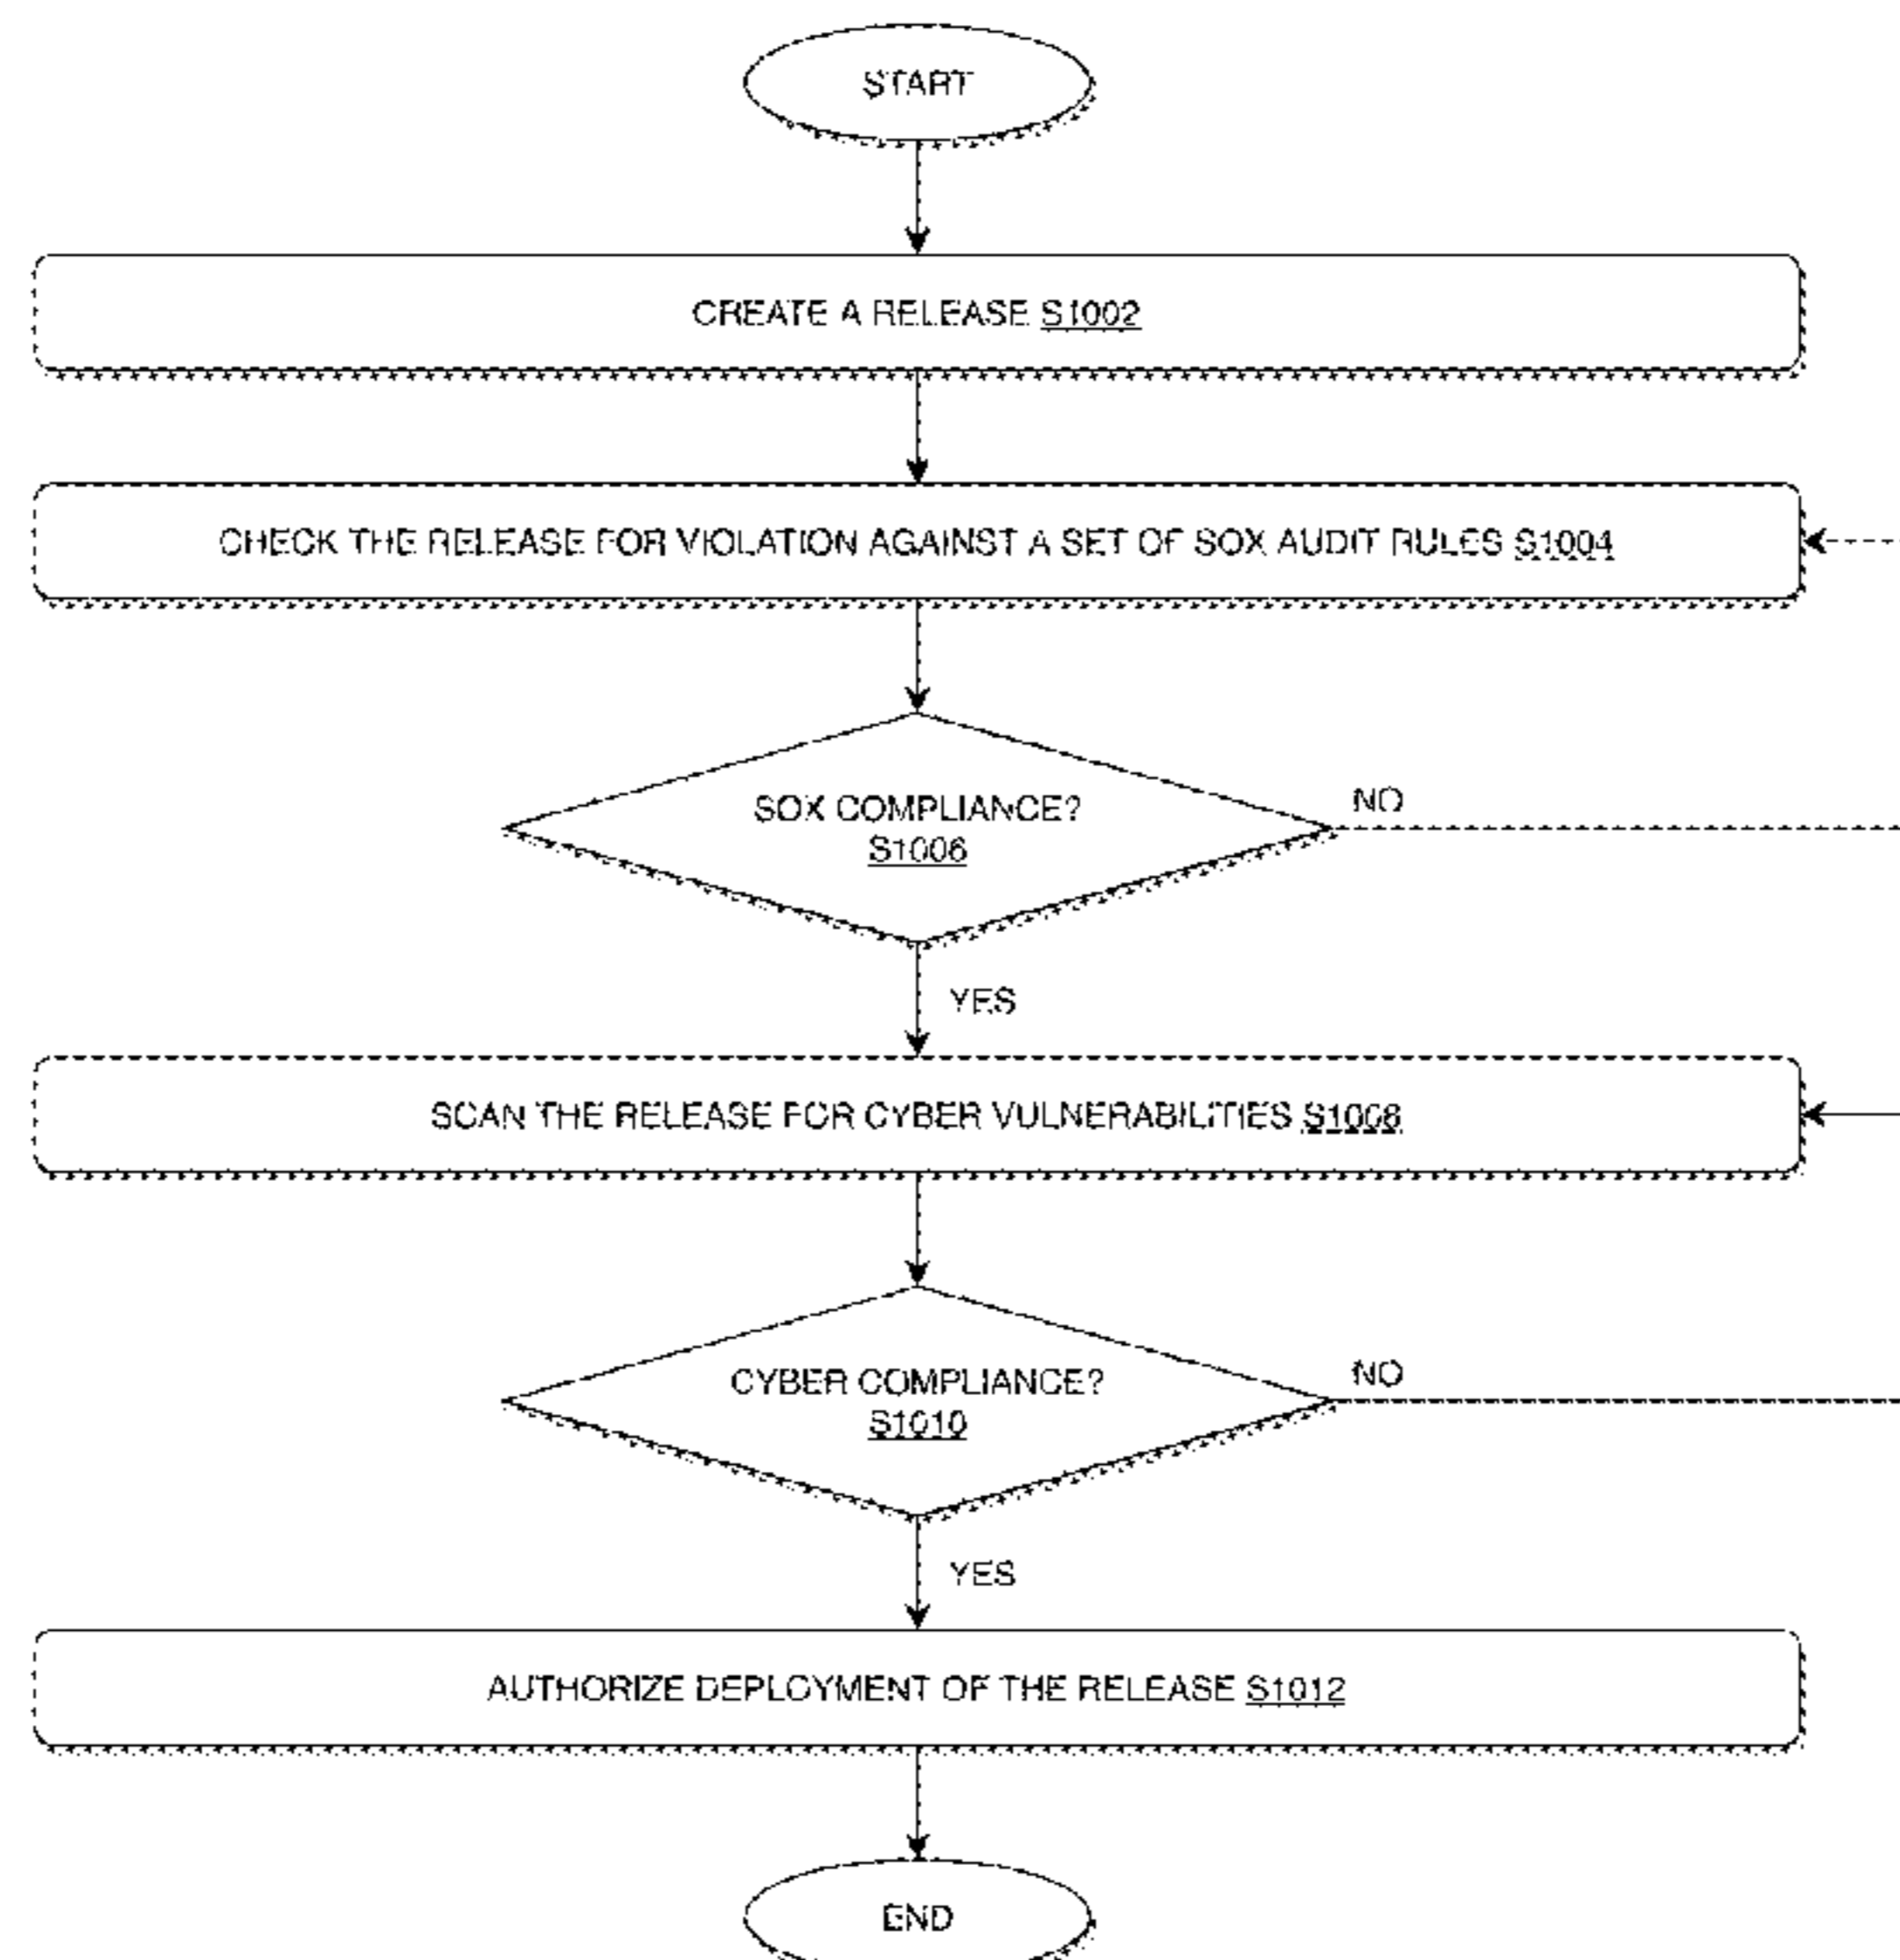 START
CREATE A RELEASE S1002
CHECK THE RELEASE FOR VIOLATION AGAINST A SET OF SOX AUDIT RULES S1004
SOX COMPLIANCE?
S1006
NO
YES
SCAN THE RELEASE FOR CYBER VULNERABILITIES S1008
CYBER COMPLIANCE?
S1010
NO
YES
AUTHORIZE DEPLOYMENT OF THE RELEASE S1012
END